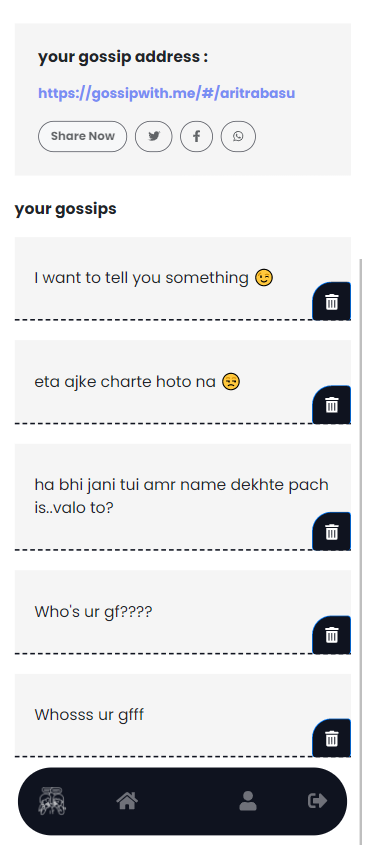 your gossip address :
https://gossipwith.me/#/aritrabasu
Share Now
your gossips
I want to tell you something 😉
eta ajke charte hoto na 😒
ha bhi jani tui amr name dekhte pach
is..valo to?
Who's ur gf????
Whosss ur gfff